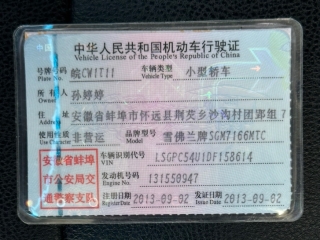 中华人民共和国机动车行驶证
Vehicle License of the People's Republic of China
号牌号码 Plate No. 皖CW1T11 车辆类型 Vehicle Type 小型轿车
所有人 孙婷婷
住址 安徽省蚌埠市怀远县荆芡乡沙沟村团郢组7
使用性质 非营运 品牌型号 Model 雪佛兰牌SGM7166MTC
安徽省蚌埠
市公安局交
通警察支队
车辆识别代号 VIN LSGPC54U1DF158614
发动机号码 Engine No. 131550947
注册日期 Register Date 2013-09-02 发证日期 Issue Date 2013-09-02